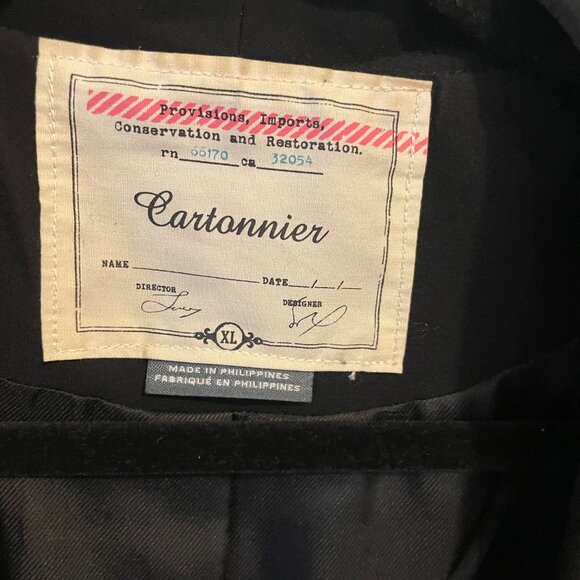 Provisions, Imports,
Conservation and Restoration.
rn 66170 ca 32054
Cartonnier
NAME DATE / /
DIRECTOR DESIGNER
XL
MADE IN PHILIPPINES
FABRIQUÉ EN PHILIPPINES